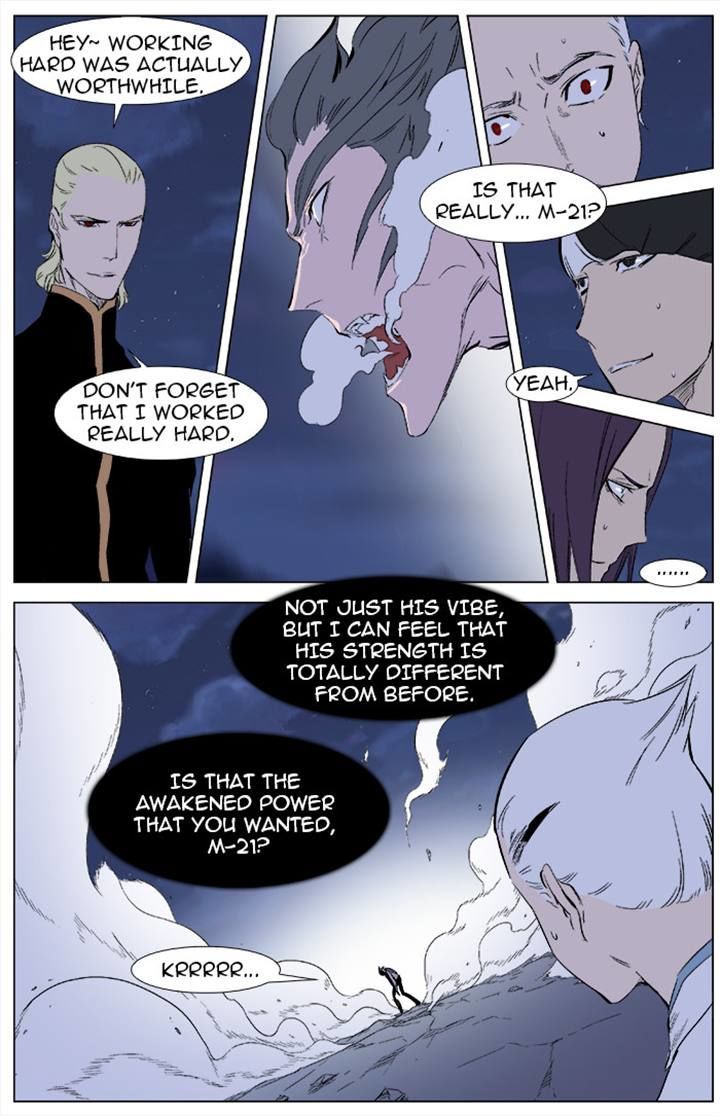 HEY~ WORKING
HARD WAS ACTUALLY
WORTHWHILE.
DON'T FORGET
THAT I WORKED
REALLY HARD.
IS THAT
REALLY... M-21?
YEAH.
......
NOT JUST HIS VIBE,
BUT I CAN FEEL THAT
HIS STRENGTH IS
TOTALLY DIFFERENT
FROM BEFORE.
IS THAT THE
AWAKENED POWER
THAT YOU WANTED,
M-21?
KRRRRR...